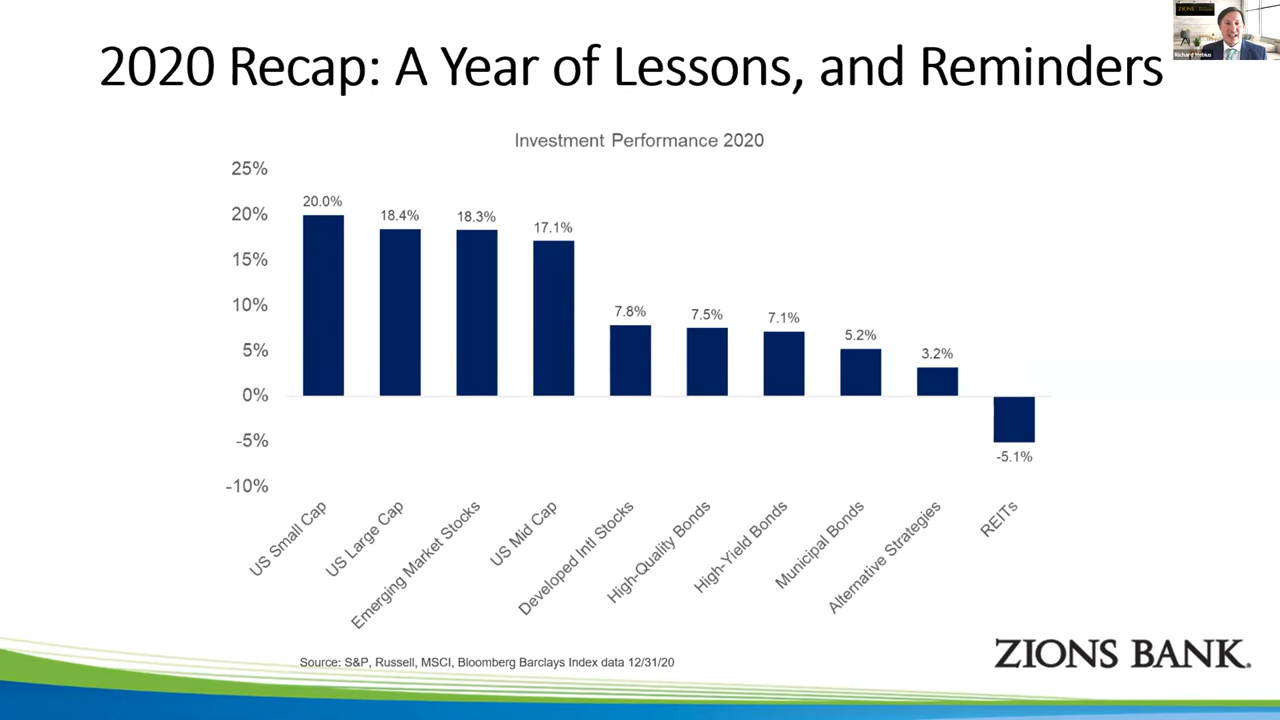 ZIONS
Richard Mebius
2020 Recap: A Year of Lessons, and Reminders
Investment Performance 2020
25%
20%
15%
10%
5%
0%
-5%
-10%
20.0%
18.4%
18.3%
17.1%
7.8%
7.5%
7.1%
5.2%
3.2%
-5.1%
US Small Cap
US Large Cap
Emerging Market Stocks
US Mid Cap
Developed Intl Stocks
High-Quality Bonds
High-Yield Bonds
Municipal Bonds
Alternative Strategies
REITs
Source: S&P, Russell, MSCI, Bloomberg Barclays Index data 12/31/20
ZIONS BANK.